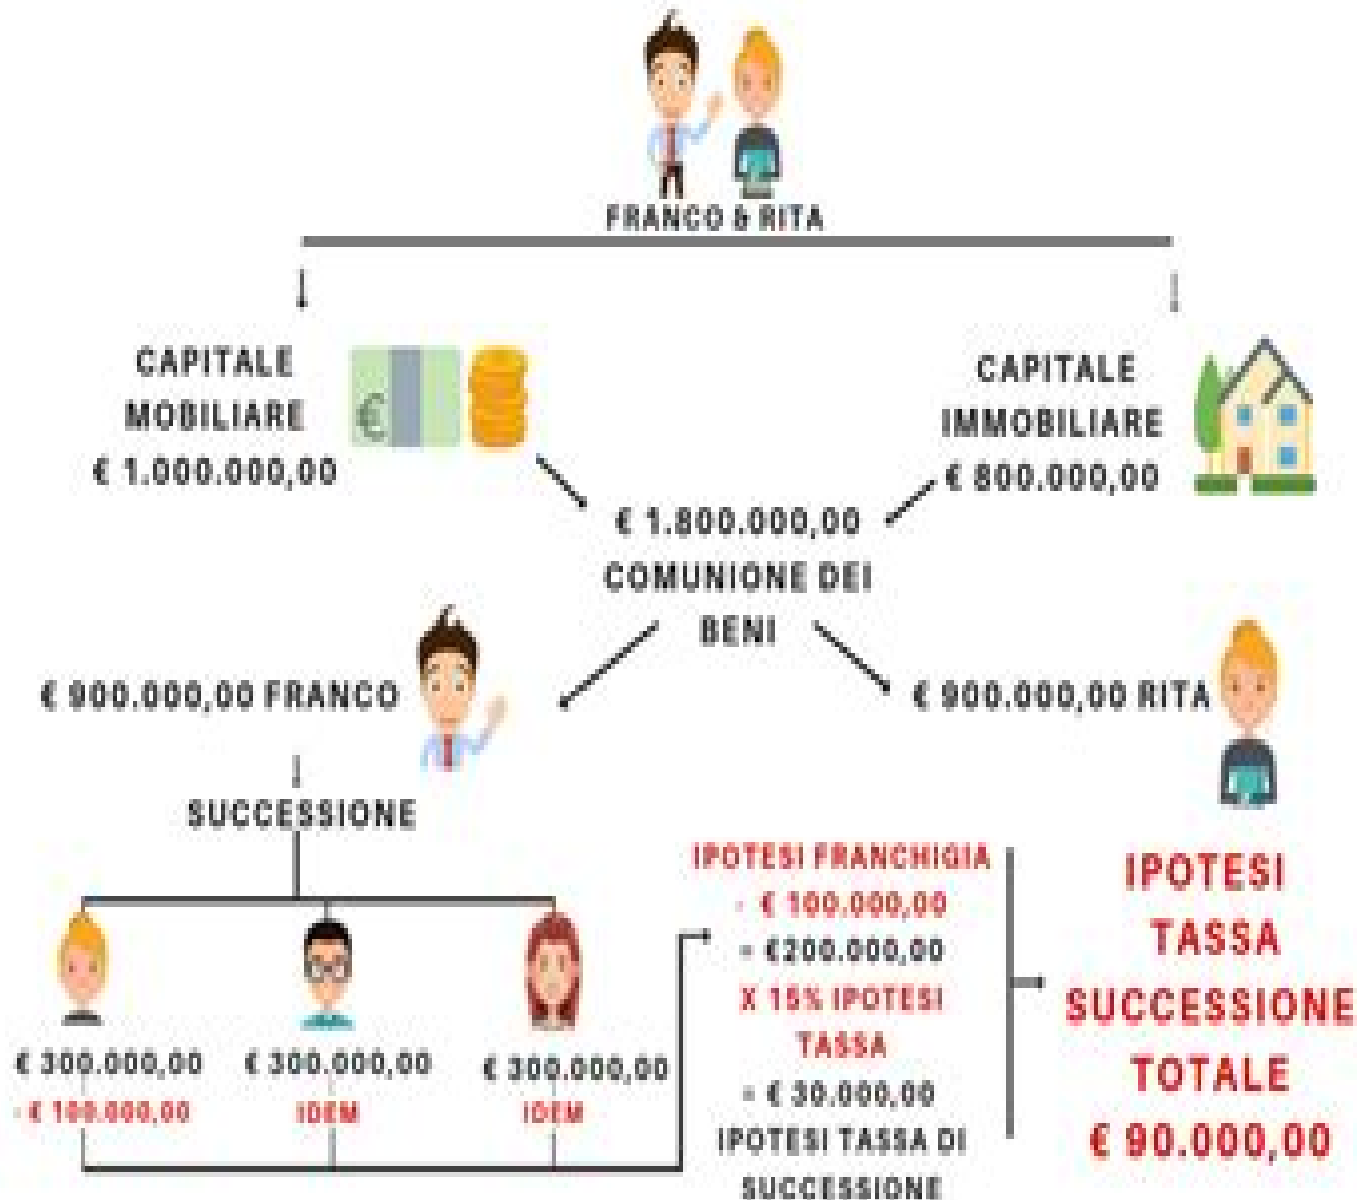 FRANCO & RITA
CAPITALE
MOBILIARE
€ 1.000.000,00
CAPITALE
IMMOBILIARE
€ 800.000,00
€ 1.800.000,00
COMUNIONE DEI
BENI
€ 900.000,00 FRANCO
€ 900.000,00 RITA
SUCCESSIONE
€ 300.000,00
- € 100.000,00
€ 300.000,00
IDEM
€ 300.000,00
IDEM
IPOTESI FRANCHIGIA
- € 100.000,00
= €200.000,00
X 15% IPOTESI
TASSA
= € 30.000,00
IPOTESI TASSA DI
SUCCESSIONE
IPOTESI
TASSA
SUCCESSIONE
TOTALE
€ 90.000,00